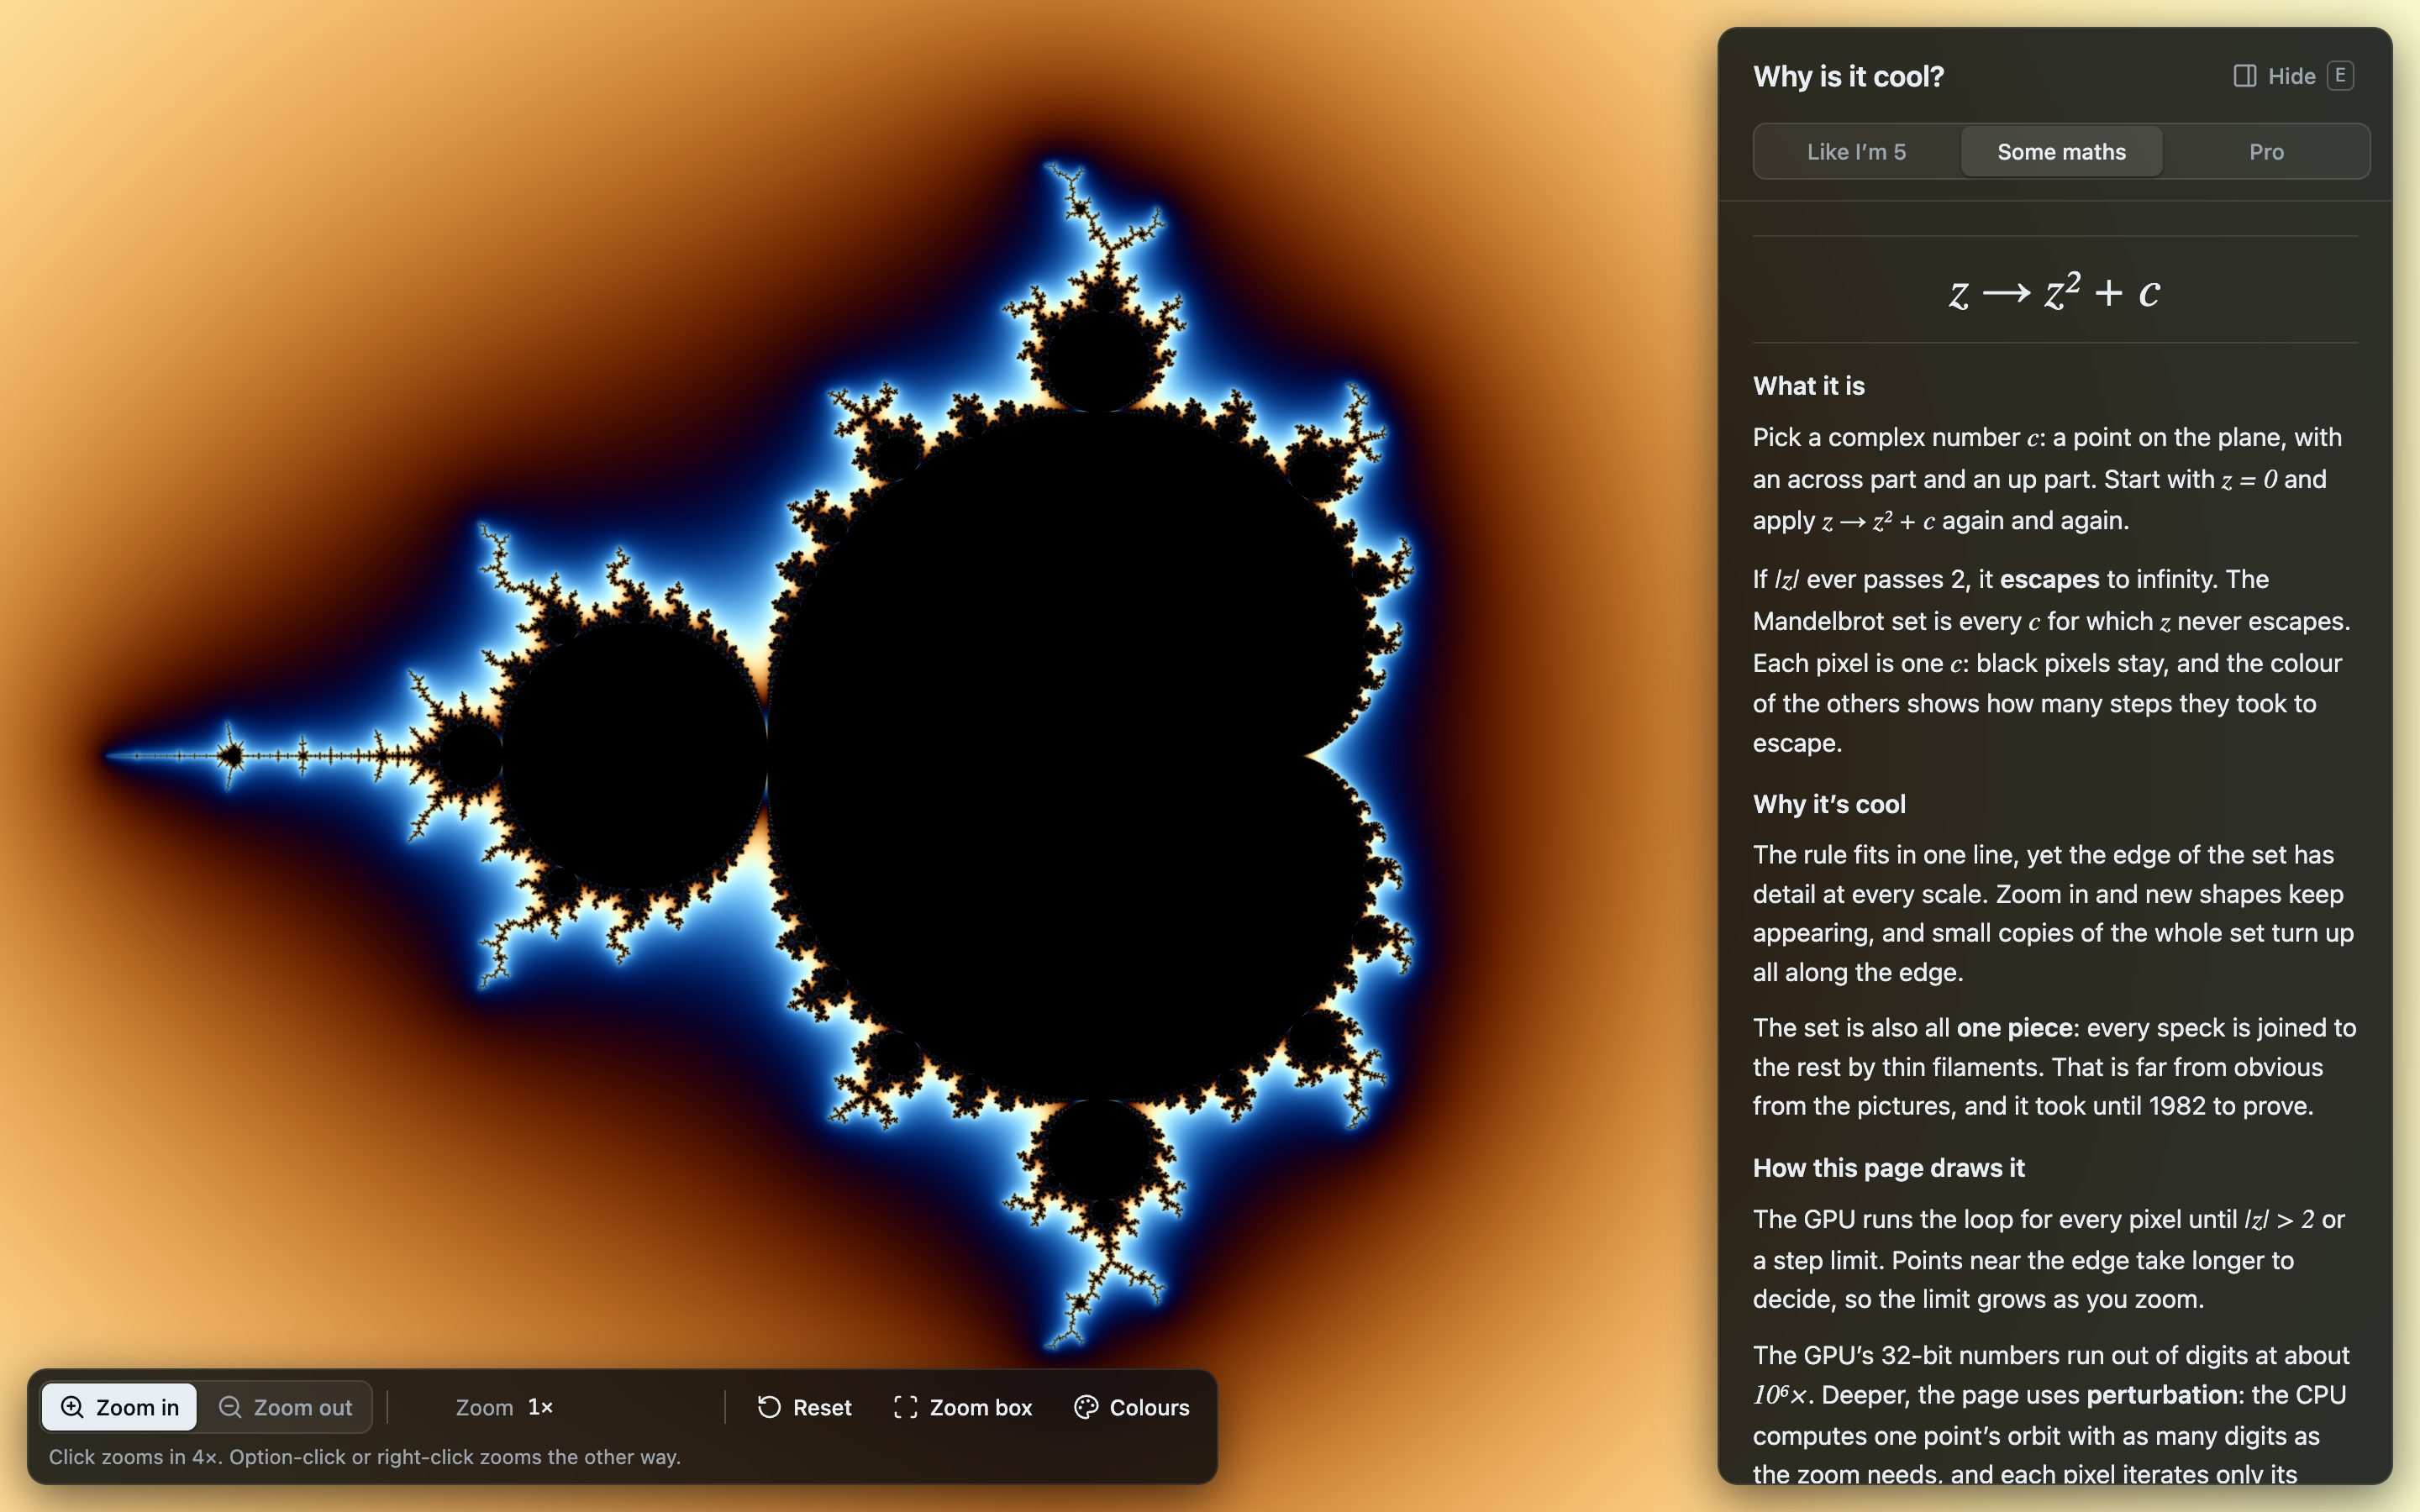 Why is it cool?
Hide E
Like I’m 5 Some maths Pro
z → z² + c
What it is
Pick a complex number c: a point on the plane, with
an across part and an up part. Start with z = 0 and
apply z → z² + c again and again.
If |z| ever passes 2, it escapes to infinity. The
Mandelbrot set is every c for which z never escapes.
Each pixel is one c: black pixels stay, and the colour
of the others shows how many steps they took to
escape.
Why it’s cool
The rule fits in one line, yet the edge of the set has
detail at every scale. Zoom in and new shapes keep
appearing, and small copies of the whole set turn up
all along the edge.
The set is also all one piece: every speck is joined to
the rest by thin filaments. That is far from obvious
from the pictures, and it took until 1982 to prove.
How this page draws it
The GPU runs the loop for every pixel until |z| > 2 or
a step limit. Points near the edge take longer to
decide, so the limit grows as you zoom.
The GPU’s 32-bit numbers run out of digits at about
10⁶×. Deeper, the page uses perturbation: the CPU
computes one point’s orbit with as many digits as
the zoom needs, and each pixel iterates only its
Zoom in Zoom out Zoom 1× Reset Zoom box Colours
Click zooms in 4×. Option-click or right-click zooms the other way.